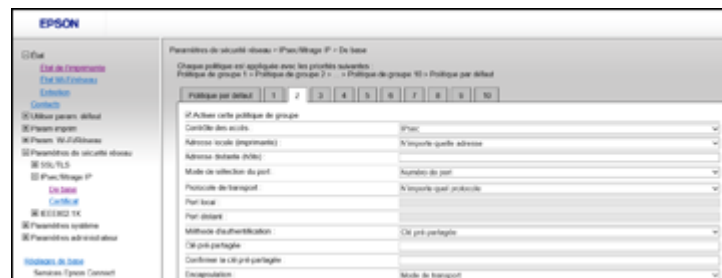 EPSON
État
État de l'imprimante
État Wi-Fi/réseau
Entretien
Contacts
Utiliser param. défaut
Param imprim
Param. Wi-Fi/Réseau
Paramètres de sécurité réseau
SSL/TLS
IPsec/filtrage IP
De base
Certificat
IEEE802.1X
Paramètres système
Paramètres administrateur
Réglages de base
Services Epson Connect
Paramètres de sécurité réseau > IPsec/filtrage IP > De base
Chaque politique est appliquée avec les priorités suivantes :
Politique de groupe 1 > Politique de groupe 2 > ... > Politique de groupe 10 > Politique par défaut
Politique par défaut 1 2 3 4 5 6 7 8 9 10
Activer cette politique de groupe
Contrôle des accès : IPsec
Adresse locale (imprimante) : N'importe quelle adresse
Adresse distante (hôte) :
Mode de sélection du port : Numéro de port
Protocole de transport : N'importe quel protocole
Port local :
Port distant :
Méthode d'authentification : Clé pré-partagée
Clé pré-partagée :
Confirmer la clé pré-partagée :
Encapsulation : Mode de transport